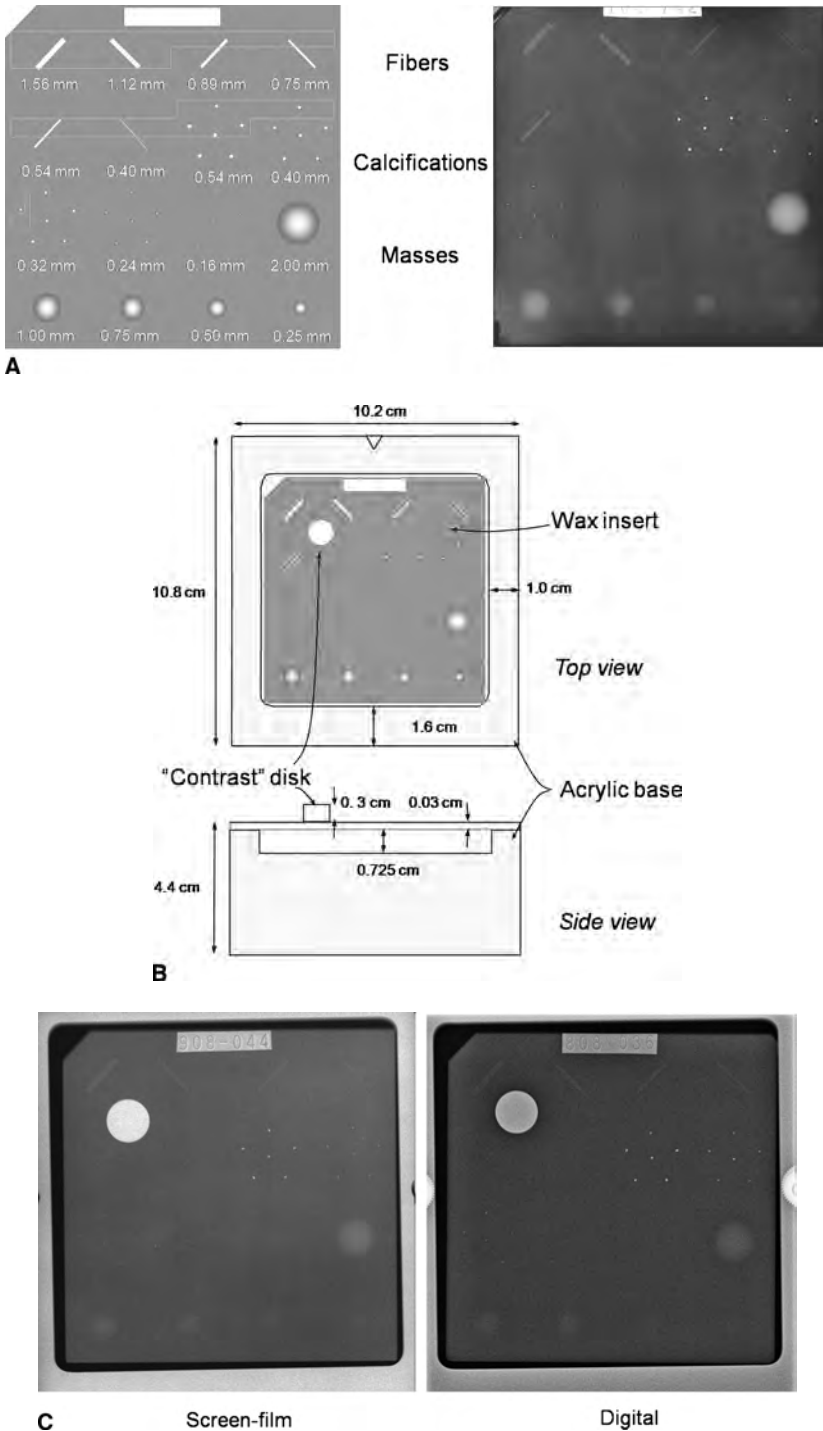 Fibers
1.56 mm 1.12 mm 0.89 mm 0.75 mm
Calcifications
0.54 mm 0.40 mm 0.54 mm 0.40 mm
Masses
0.32 mm 0.24 mm 0.16 mm 2.00 mm
1.00 mm 0.75 mm 0.50 mm 0.25 mm
A
10.2 cm
Wax insert
10.8 cm
1.0 cm
Top view
1.6 cm
"Contrast" disk
Acrylic base
0. 3 cm 0.03 cm
0.725 cm
4.4 cm
Side view
B
908-044
808-036
C Screen-film Digital